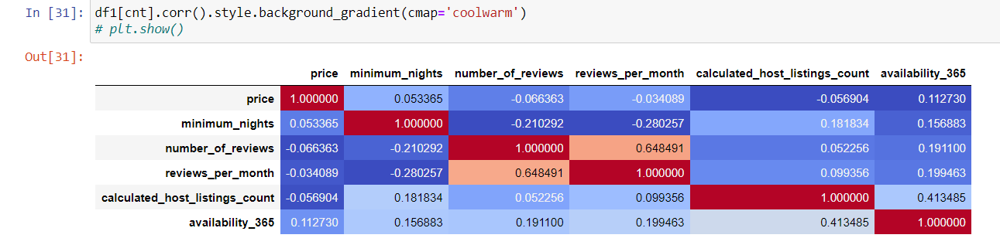 In [31]: df1[cnt].corr().style.background_gradient(cmap='coolwarm')
# plt.show()
Out[31]:
price minimum_nights number_of_reviews reviews_per_month calculated_host_listings_count availability_365
price 1.000000 0.053365 -0.066363 -0.034089 -0.056904 0.112730
minimum_nights 0.053365 1.000000 -0.210292 -0.280257 0.181834 0.156883
number_of_reviews -0.066363 -0.210292 1.000000 0.648491 0.052256 0.191100
reviews_per_month -0.034089 -0.280257 0.648491 1.000000 0.099356 0.199463
calculated_host_listings_count -0.056904 0.181834 0.052256 0.099356 1.000000 0.413485
availability_365 0.112730 0.156883 0.191100 0.199463 0.413485 1.000000